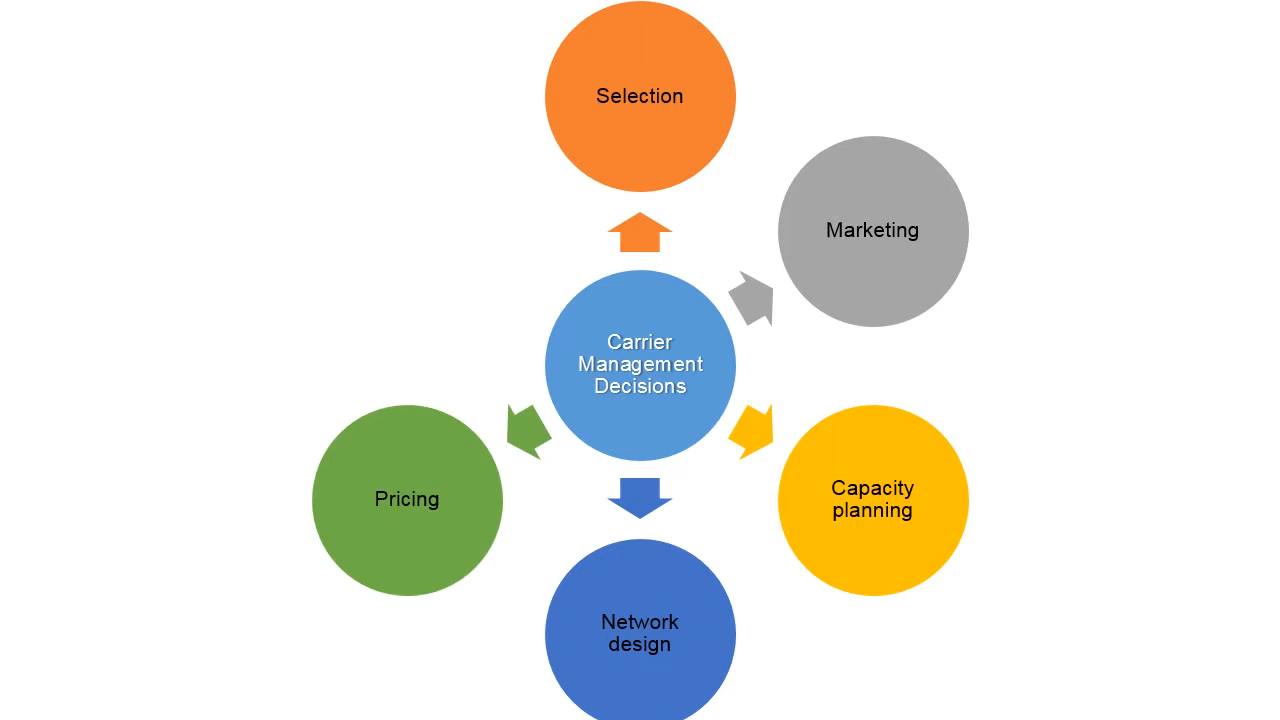 Selection
Marketing
Carrier
Management
Decisions
Pricing
Capacity
planning
Network
design